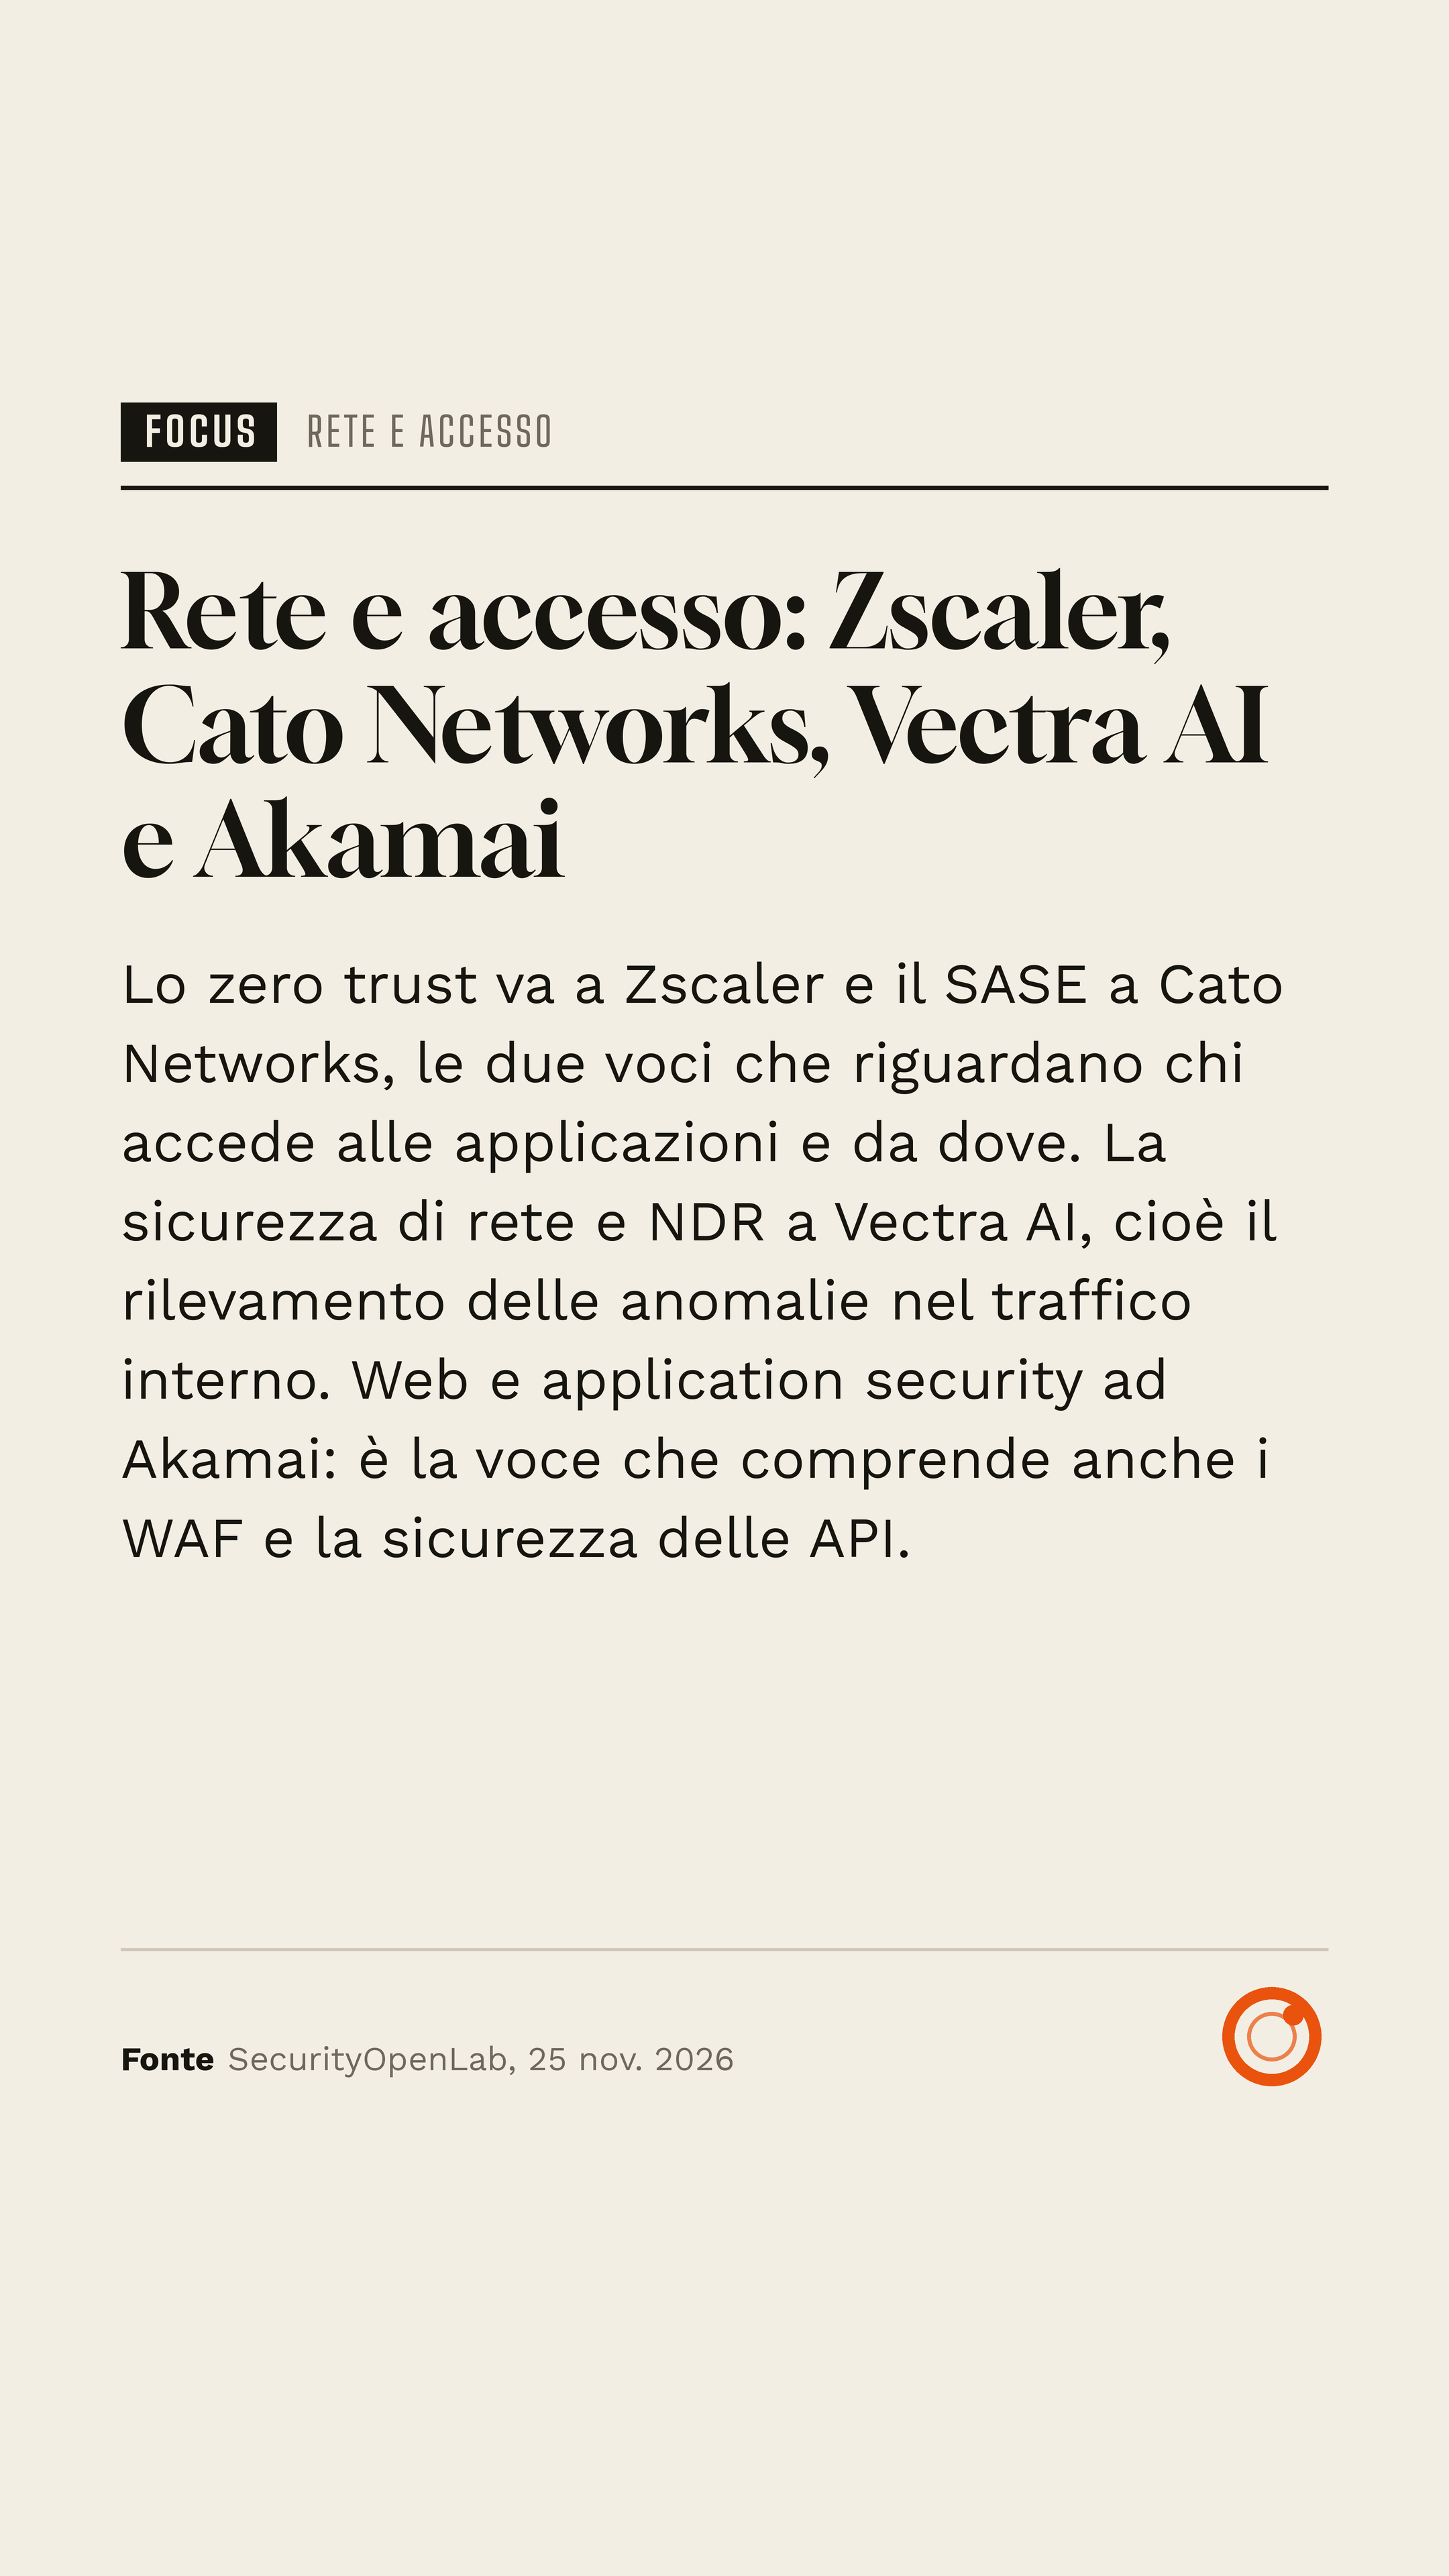 FOCUS RETE E ACCESSO
Rete e accesso: Zscaler,
Cato Networks, Vectra AI
e Akamai
Lo zero trust va a Zscaler e il SASE a Cato
Networks, le due voci che riguardano chi
accede alle applicazioni e da dove. La
sicurezza di rete e NDR a Vectra AI, cioè il
rilevamento delle anomalie nel traffico
interno. Web e application security ad
Akamai: è la voce che comprende anche i
WAF e la sicurezza delle API.
Fonte SecurityOpenLab, 25 nov. 2026